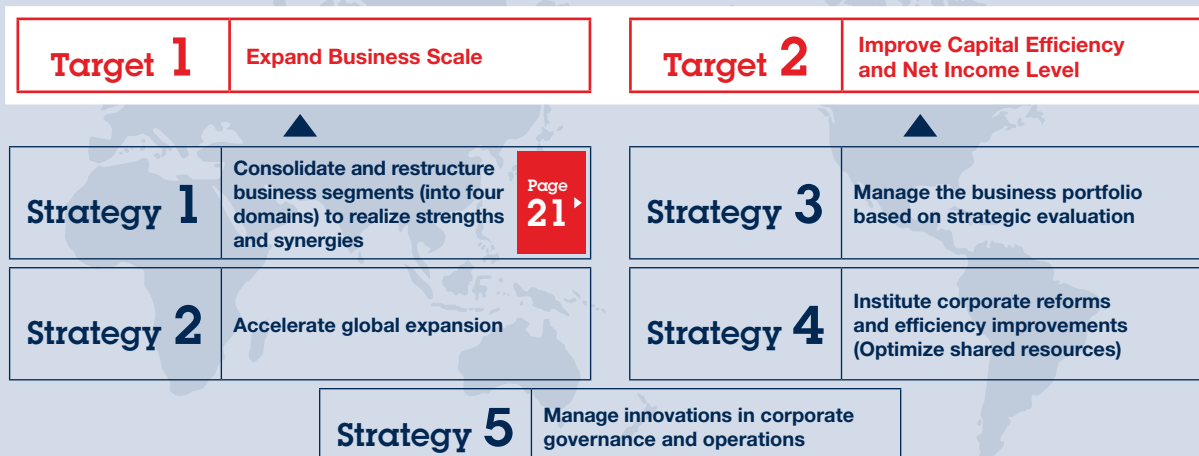 Target 1
Expand Business Scale
Target 2
Improve Capital Efficiency
and Net Income Level
Strategy 1
Consolidate and restructure
business segments (into four
domains) to realize strengths
and synergies
Page
21
Strategy 2
Accelerate global expansion
Strategy 3
Manage the business portfolio
based on strategic evaluation
Strategy 4
Institute corporate reforms
and efficiency improvements
(Optimize shared resources)
Strategy 5
Manage innovations in corporate
governance and operations